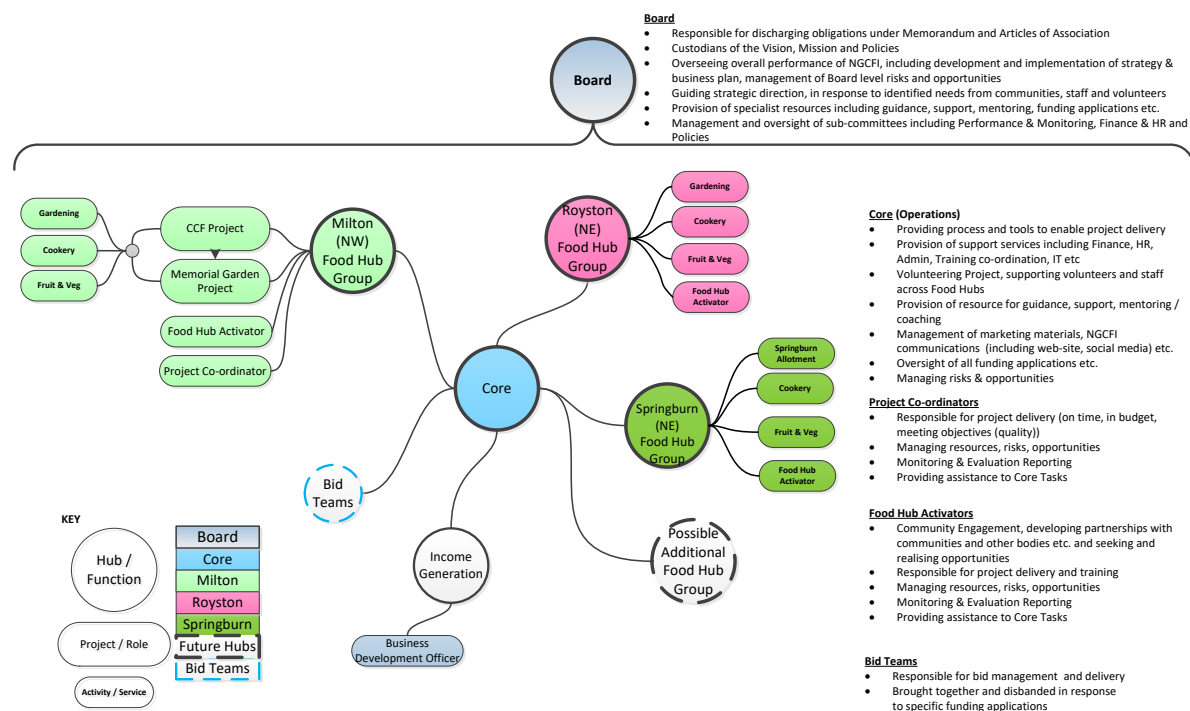 Board
• Responsible for discharging obligations under Memorandum and Articles of Association
• Custodians of the Vision, Mission and Policies
• Overseeing overall performance of NGCFI, including development and implementation of strategy &
business plan, management of Board level risks and opportunities
• Guiding strategic direction, in response to identified needs from communities, staff and volunteers
• Provision of specialist resources including guidance, support, mentoring, funding applications etc.
• Management and oversight of sub-committees including Performance & Monitoring, Finance & HR and
Policies
Board
Gardening
Cookery
Fruit & Veg
CCF Project
Memorial Garden
Project
Food Hub Activator
Project Co-ordinator
Milton
(NW)
Food Hub
Group
Royston
(NE)
Food Hub
Group
Gardening
Cookery
Fruit & Veg
Food Hub
Activator
Core
Springburn
(NE)
Food Hub
Group
Springburn
Allotment
Cookery
Fruit & Veg
Food Hub
Activator
Bid
Teams
Income
Generation
Business
Development Officer
Possible
Additional
Food Hub
Group
Core (Operations)
• Providing process and tools to enable project delivery
• Provision of support services including Finance, HR,
Admin, Training co-ordination, IT etc
• Volunteering Project, supporting volunteers and staff
across Food Hubs
• Provision of resource for guidance, support, mentoring /
coaching
• Management of marketing materials, NGCFI
communications (including web-site, social media) etc.
• Oversight of all funding applications etc.
• Managing risks & opportunities
Project Co-ordinators
• Responsible for project delivery (on time, in budget,
meeting objectives (quality))
• Managing resources, risks, opportunities
• Monitoring & Evaluation Reporting
• Providing assistance to Core Tasks
Food Hub Activators
• Community Engagement, developing partnerships with
communities and other bodies etc. and seeking and
realising opportunities
• Responsible for project delivery and training
• Managing resources, risks, opportunities
• Monitoring & Evaluation Reporting
• Providing assistance to Core Tasks
Bid Teams
• Responsible for bid management and delivery
• Brought together and disbanded in response
to specific funding applications
KEY
Hub /
Function
Project / Role
Activity / Service
Board
Core
Milton
Royston
Springburn
Future Hubs
Bid Teams